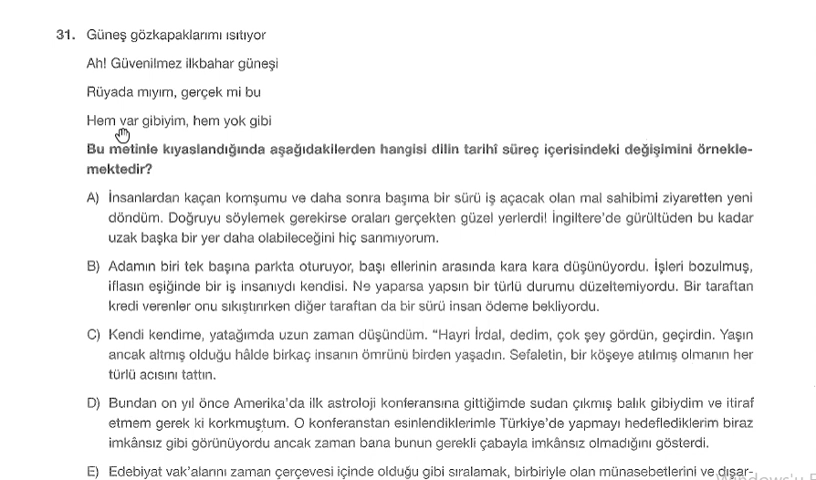 31. Güneş gözkapaklarımı ısıtıyor
Ah! Güvenilmez ilkbahar güneşi
Rüyada mıyım, gerçek mi bu
Hem var gibiyim, hem yok gibi
Bu metinle kıyaslandığında aşağıdakilerden hangisi dilin tarihî süreç içerisindeki değişimini örnekle-
mektedir?
A) İnsanlardan kaçan komşumu ve daha sonra başıma bir sürü iş açacak olan mal sahibimi ziyaretten yeni
döndüm. Doğruyu söylemek gerekirse oraları gerçekten güzel yerlerdi! İngiltere'de gürültüden bu kadar
uzak başka bir yer daha olabileceğini hiç sanmıyorum.
B) Adamın biri tek başına parkta oturuyor, başı ellerinin arasında kara kara düşünüyordu. İşleri bozulmuş,
iflasın eşiğinde bir iş insanıydı kendisi. Ne yaparsa yapsın bir türlü durumu düzeltemiyordu. Bir taraftan
kredi verenler onu sıkıştırırken diğer taraftan da bir sürü insan ödeme bekliyordu.
C) Kendi kendime, yatağımda uzun zaman düşündüm. “Hayri İrdal, dedim, çok şey gördün, geçirdin. Yaşın
ancak altmış olduğu hâlde birkaç insanın ömrünü birden yaşadın. Sefaletin, bir köşeye atılmış olmanın her
türlü acısını tattın.
D) Bundan on yıl önce Amerika'da ilk astroloji konferansına gittiğimde sudan çıkmış balık gibiydim ve itiraf
etmem gerek ki korkmuştum. O konferanstan esinlendiklerimle Türkiye'de yapmayı hedeflediklerim biraz
imkânsız gibi görünüyordu ancak zaman bana bunun gerekli çabayla imkânsız olmadığını gösterdi.
E) Edebiyat vak'alarını zaman çerçevesi içinde olduğu gibi sıralamak, birbiriyle olan münasebetlerini ve dışar-